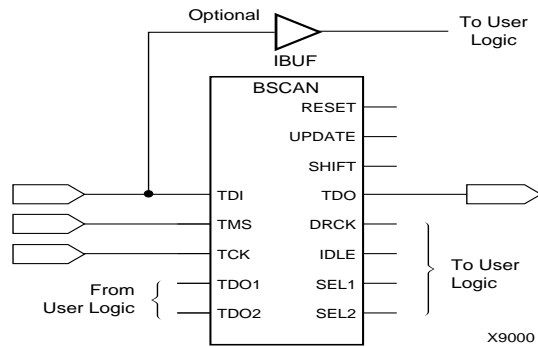 Optional
To User
Logic
IBUF
BSCAN
RESET
UPDATE
SHIFT
TDI
TDO
TMS
DRCK
TCK
IDLE
To User
Logic
From
User Logic
TDO1
SEL1
TDO2
SEL2
X9000